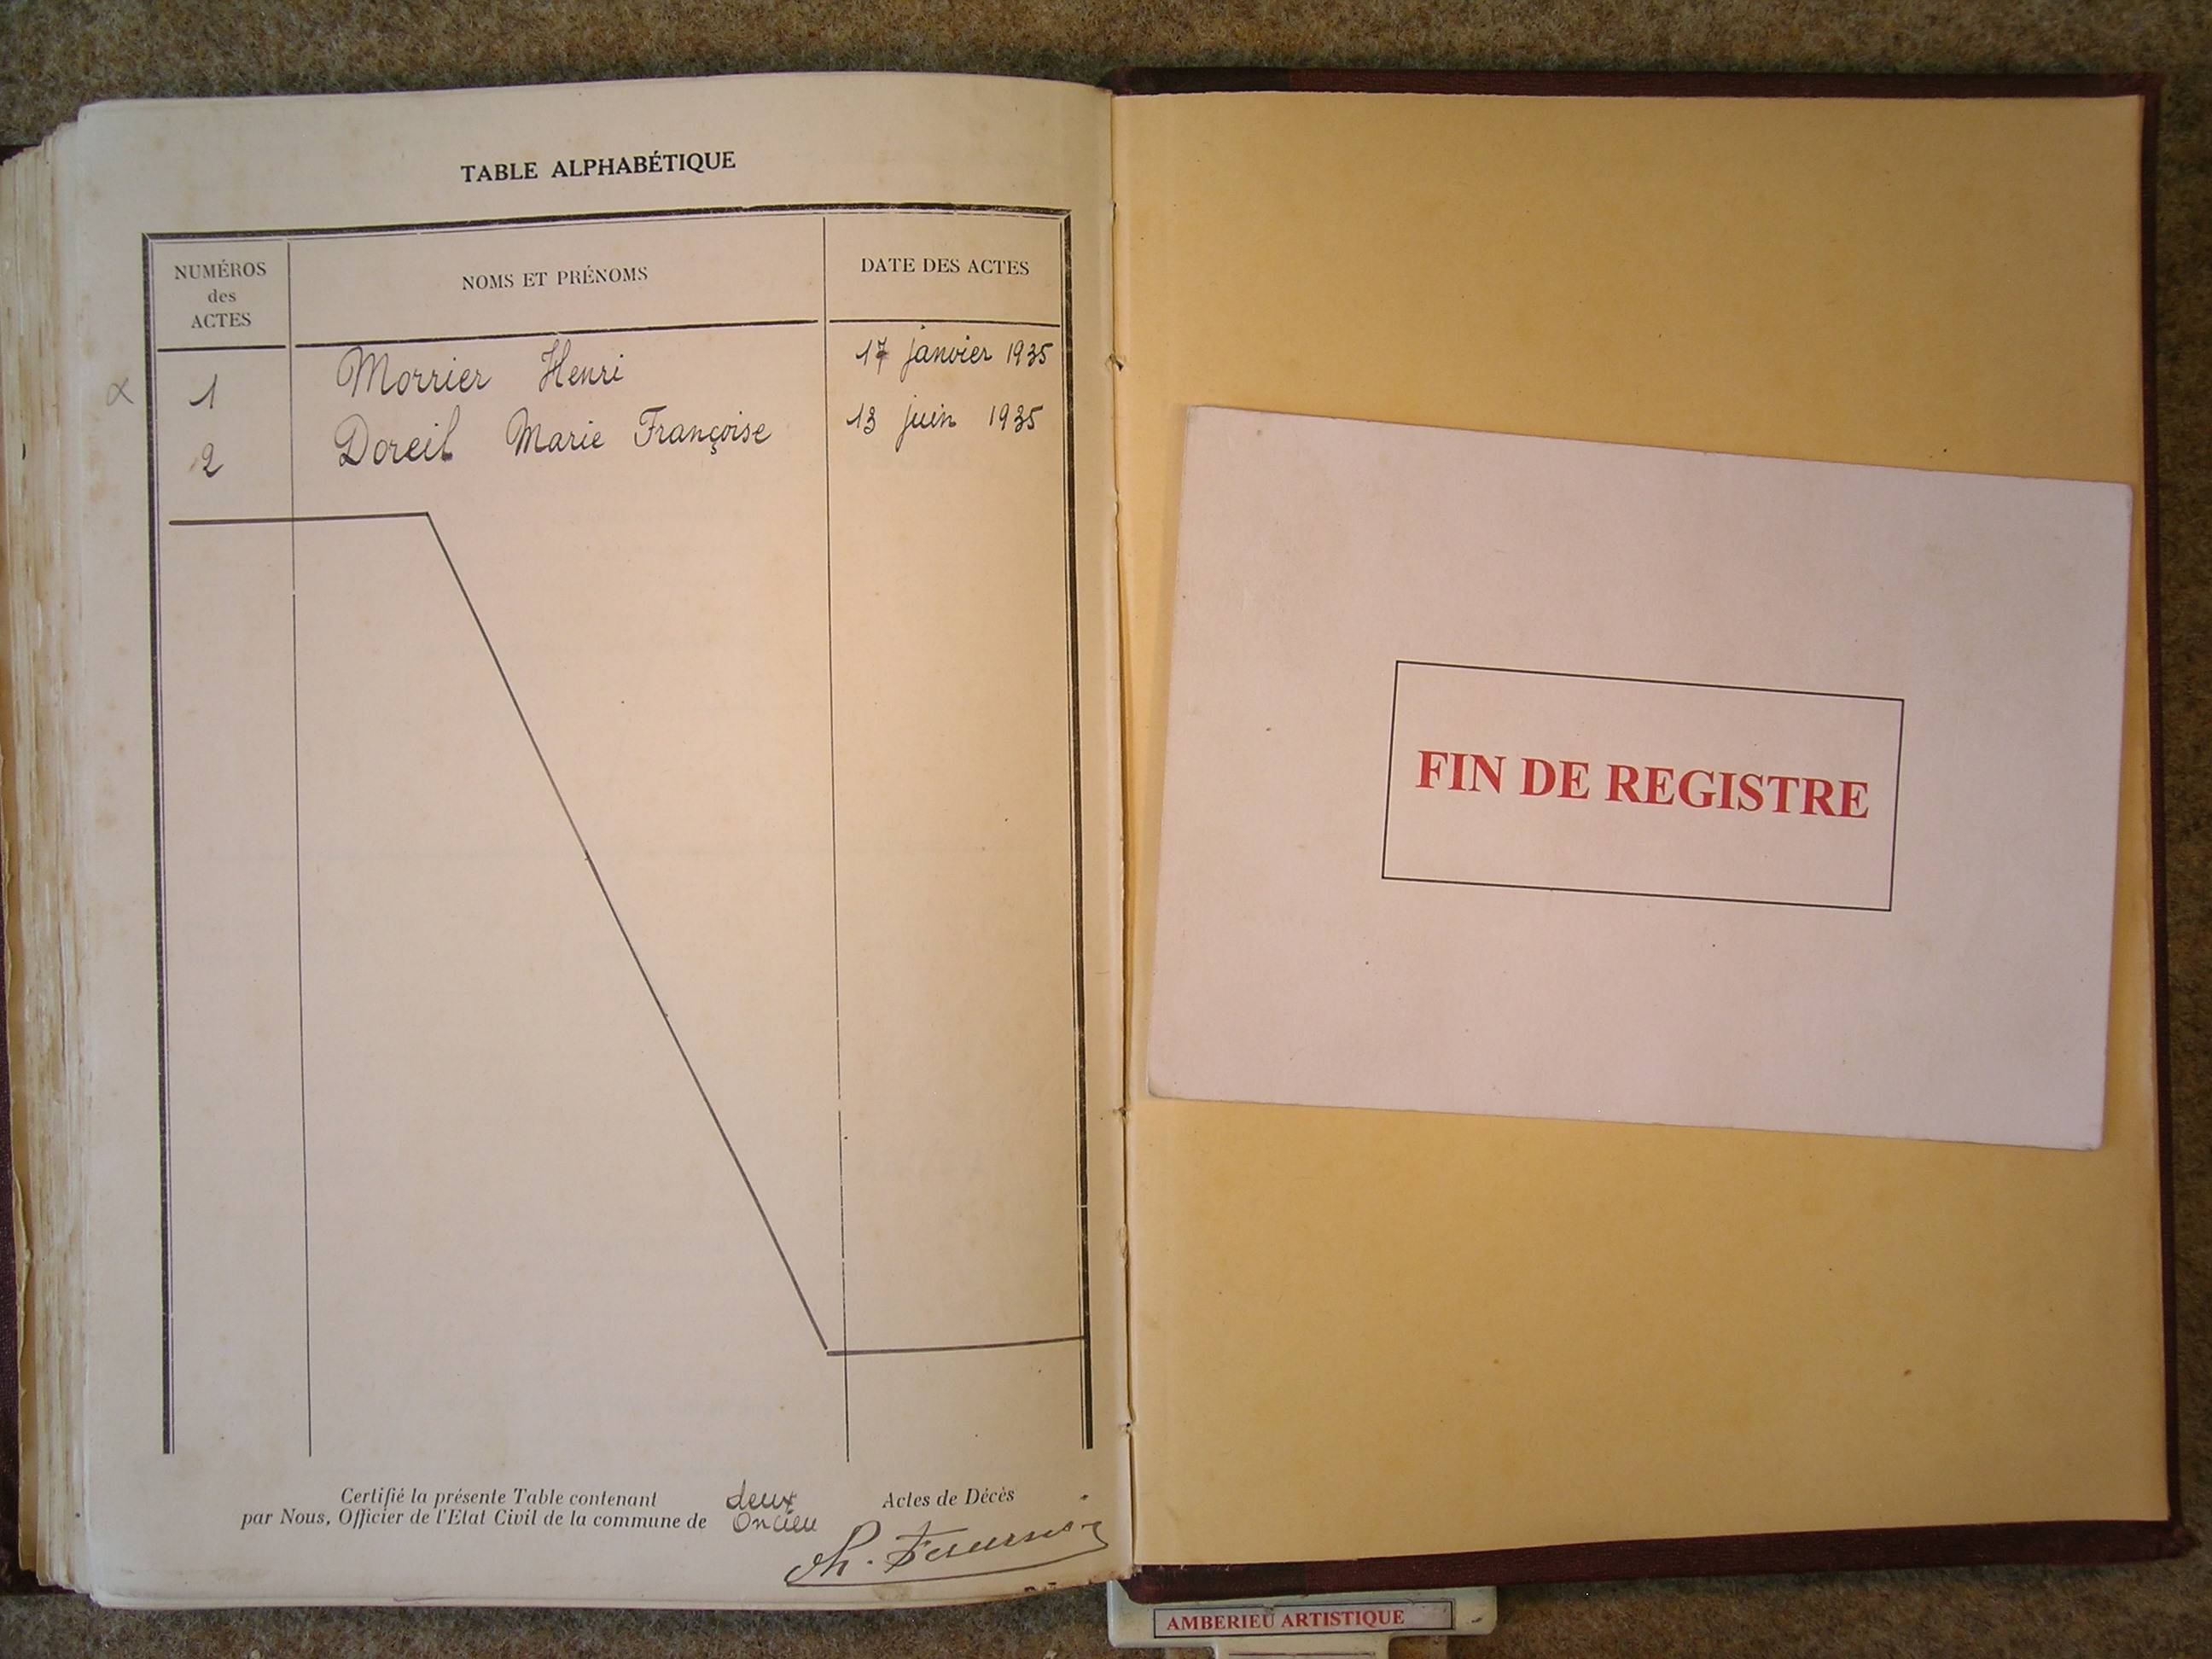 TABLE ALPHABÉTIQUE
NUMÉROS
des
ACTES
NOMS ET PRÉNOMS
DATE DES ACTES
1 Morrier Henri 17 janvier 1935
2 Doreil Marie Françoise 13 juin 1935
Certifié la présente Table contenant deux Actes de Décès
par Nous, Officier de l'Etat Civil de la commune de Oncieu
FIN DE REGISTRE
AMBERIEU ARTISTIQUE